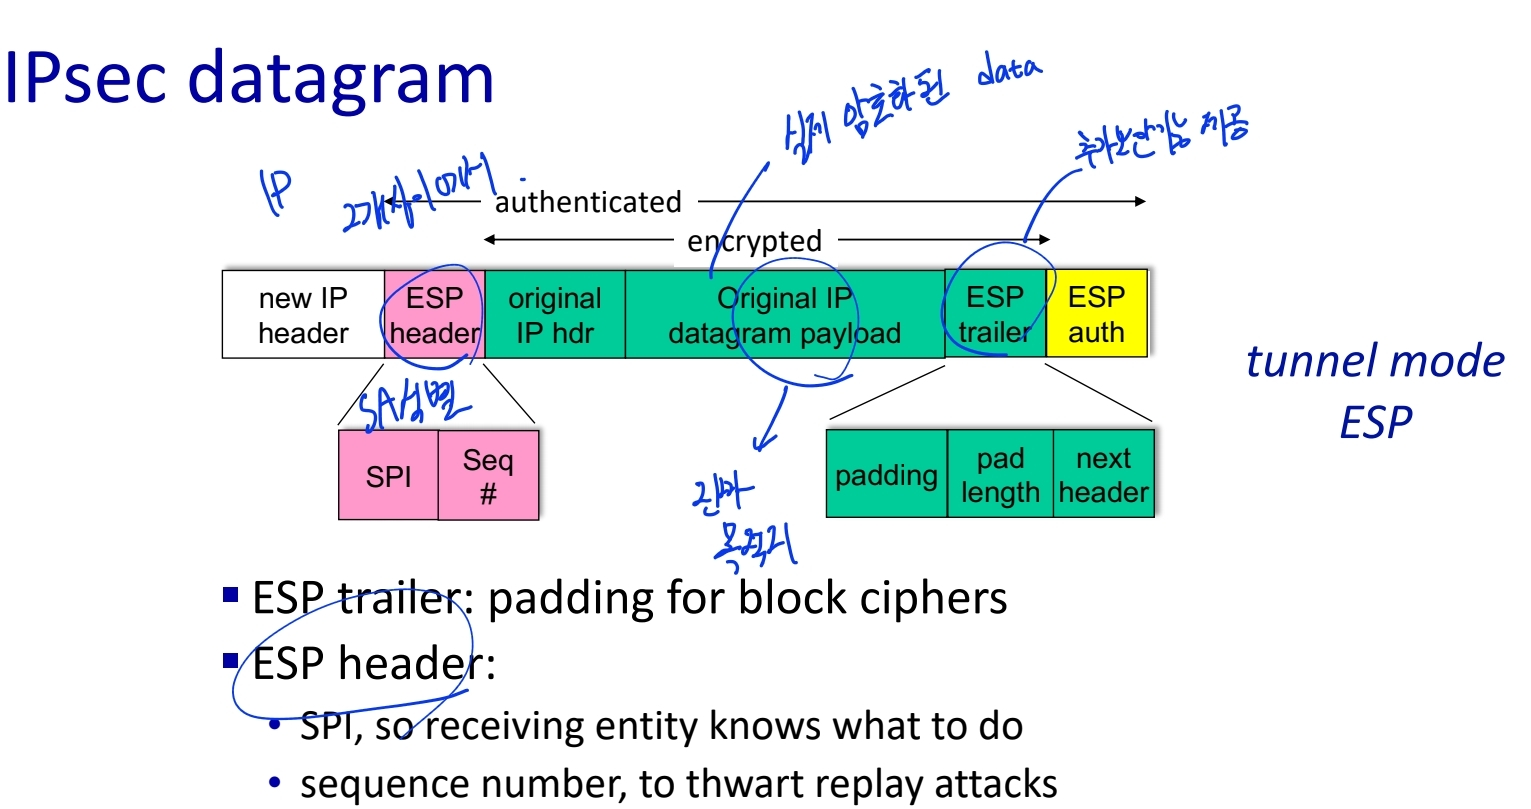 IPsec datagram
실제 암호화된 data
추가보안기능 제공
IP
2개사이에서
authenticated
encrypted
new IP
header
ESP
header
original
IP hdr
Original IP
datagram payload
ESP
trailer
ESP
auth
tunnel mode
ESP
SA식별
SPI
Seq
#
padding
pad
length
next
header
진짜
목적지
ESP trailer: padding for block ciphers
ESP header:
SPI, so receiving entity knows what to do
sequence number, to thwart replay attacks